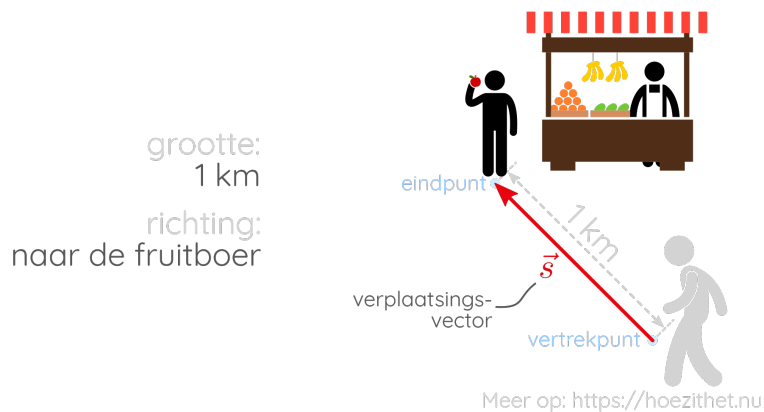 grootte:
1 km
richting:
naar de fruitboer
eindpunt
1 km
s⃗
verplaatsings-
vector
vertrekpunt
Meer op: https://hoezithet.nu